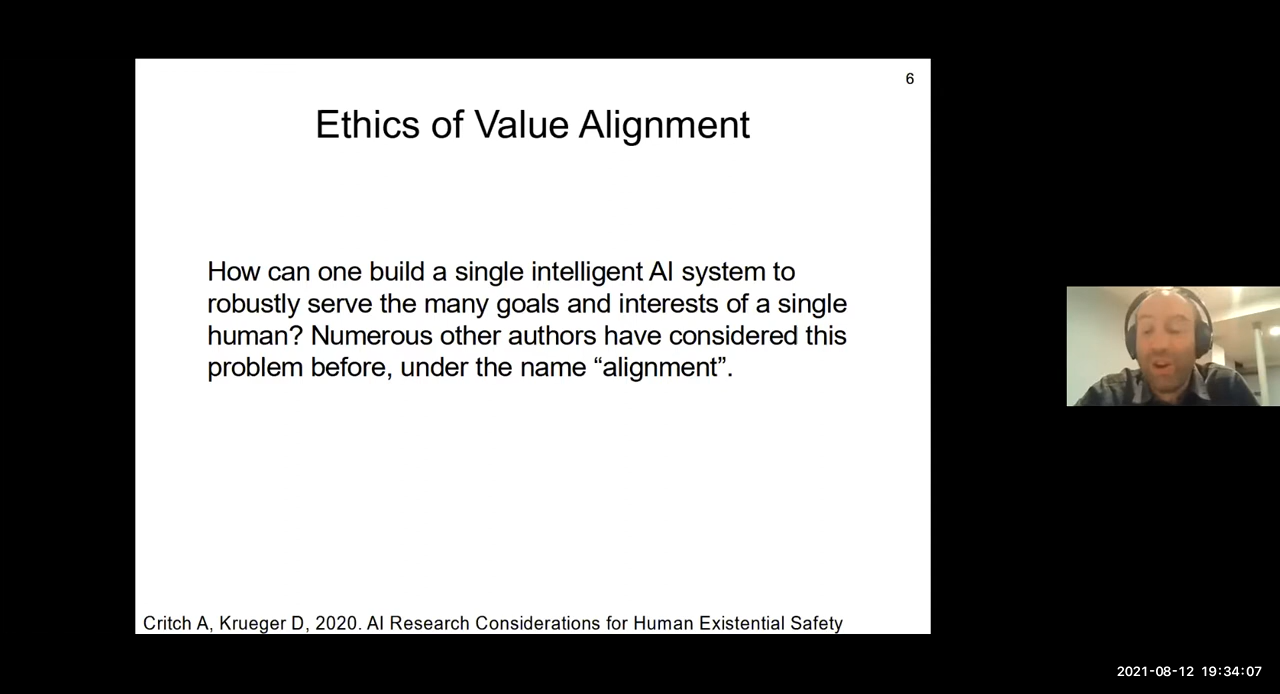 6
Ethics of Value Alignment
How can one build a single intelligent AI system to
robustly serve the many goals and interests of a single
human? Numerous other authors have considered this
problem before, under the name “alignment”.
Critch A, Krueger D, 2020. AI Research Considerations for Human Existential Safety
2021-08-12 19:34:07